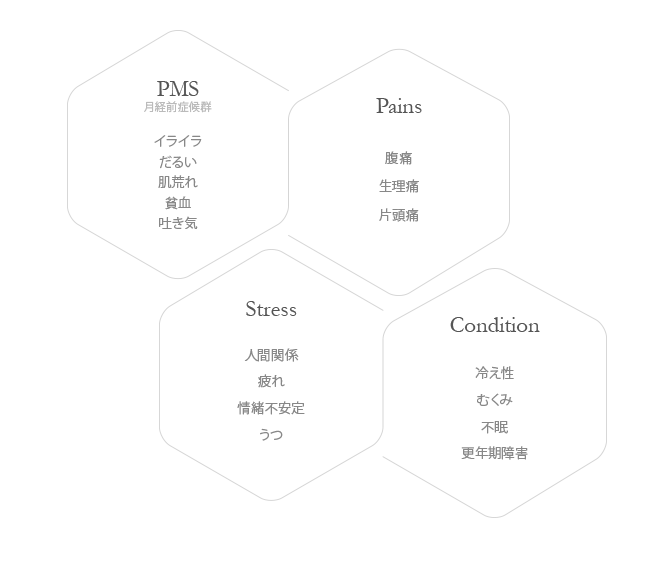 PMS
月経前症候群
イライラ
だるい
肌荒れ
貧血
吐き気
Pains
腹痛
生理痛
片頭痛
Stress
人間関係
疲れ
情緒不安定
うつ
Condition
冷え性
むくみ
不眠
更年期障害